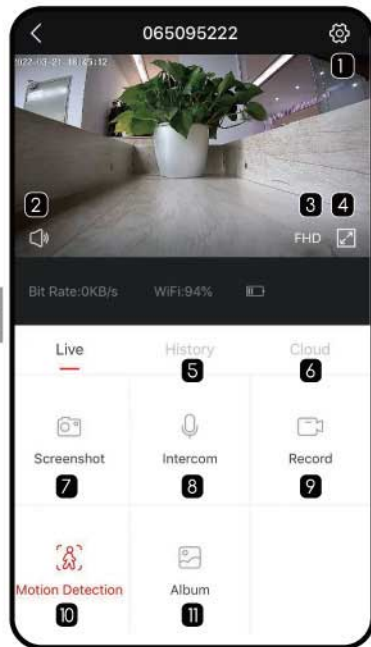 065095222
1
2022-03-21 16:45:12
2
3
4
FHD
Bit Rate:0KB/s WiFi:94%
Live History Cloud
5
6
Screenshot Intercom Record
7
8
9
Motion Detection Album
10
11